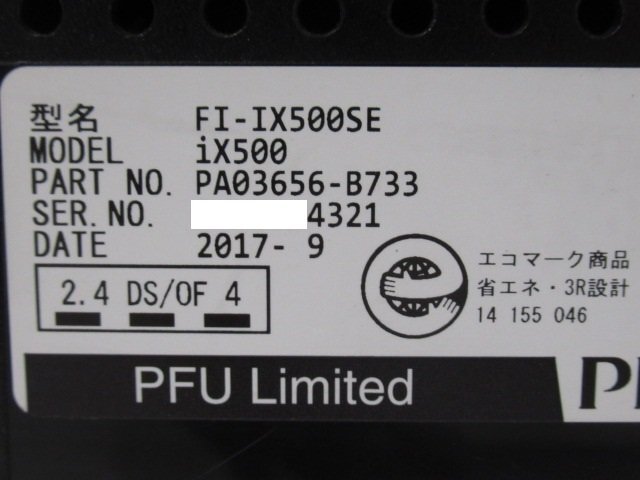 型名 FI-IX500SE
MODEL iX500
PART NO. PA03656-B733
SER.NO. 4321
DATE 2017- 9
2.4 DS/OF 4
エコマーク商品
省エネ・3R設計
14 155 046
PFU Limited